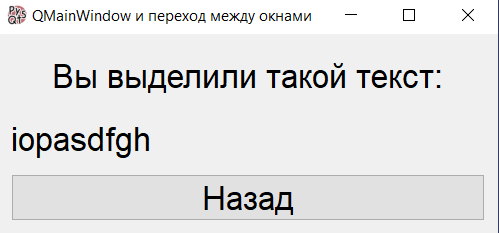 QMainWindow и переход между окнами
Вы выделили такой текст:
iopasdfgh
Назад